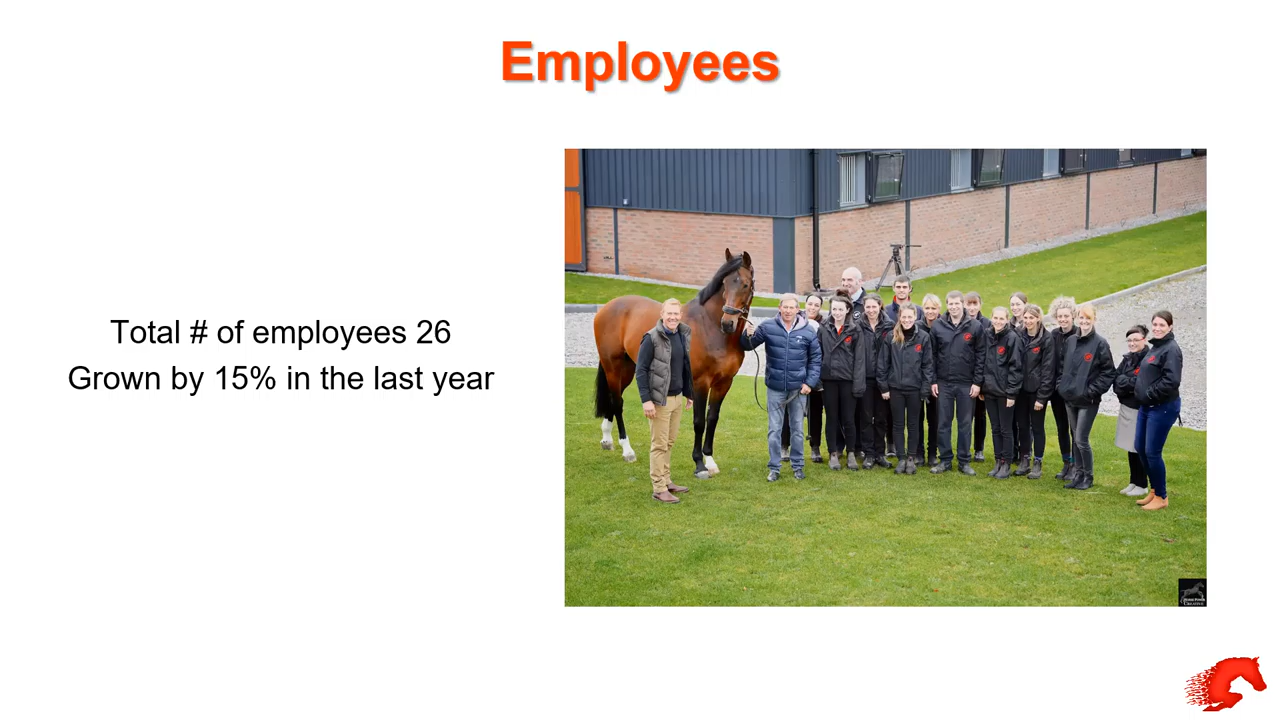 Employees
Total # of employees 26
Grown by 15% in the last year